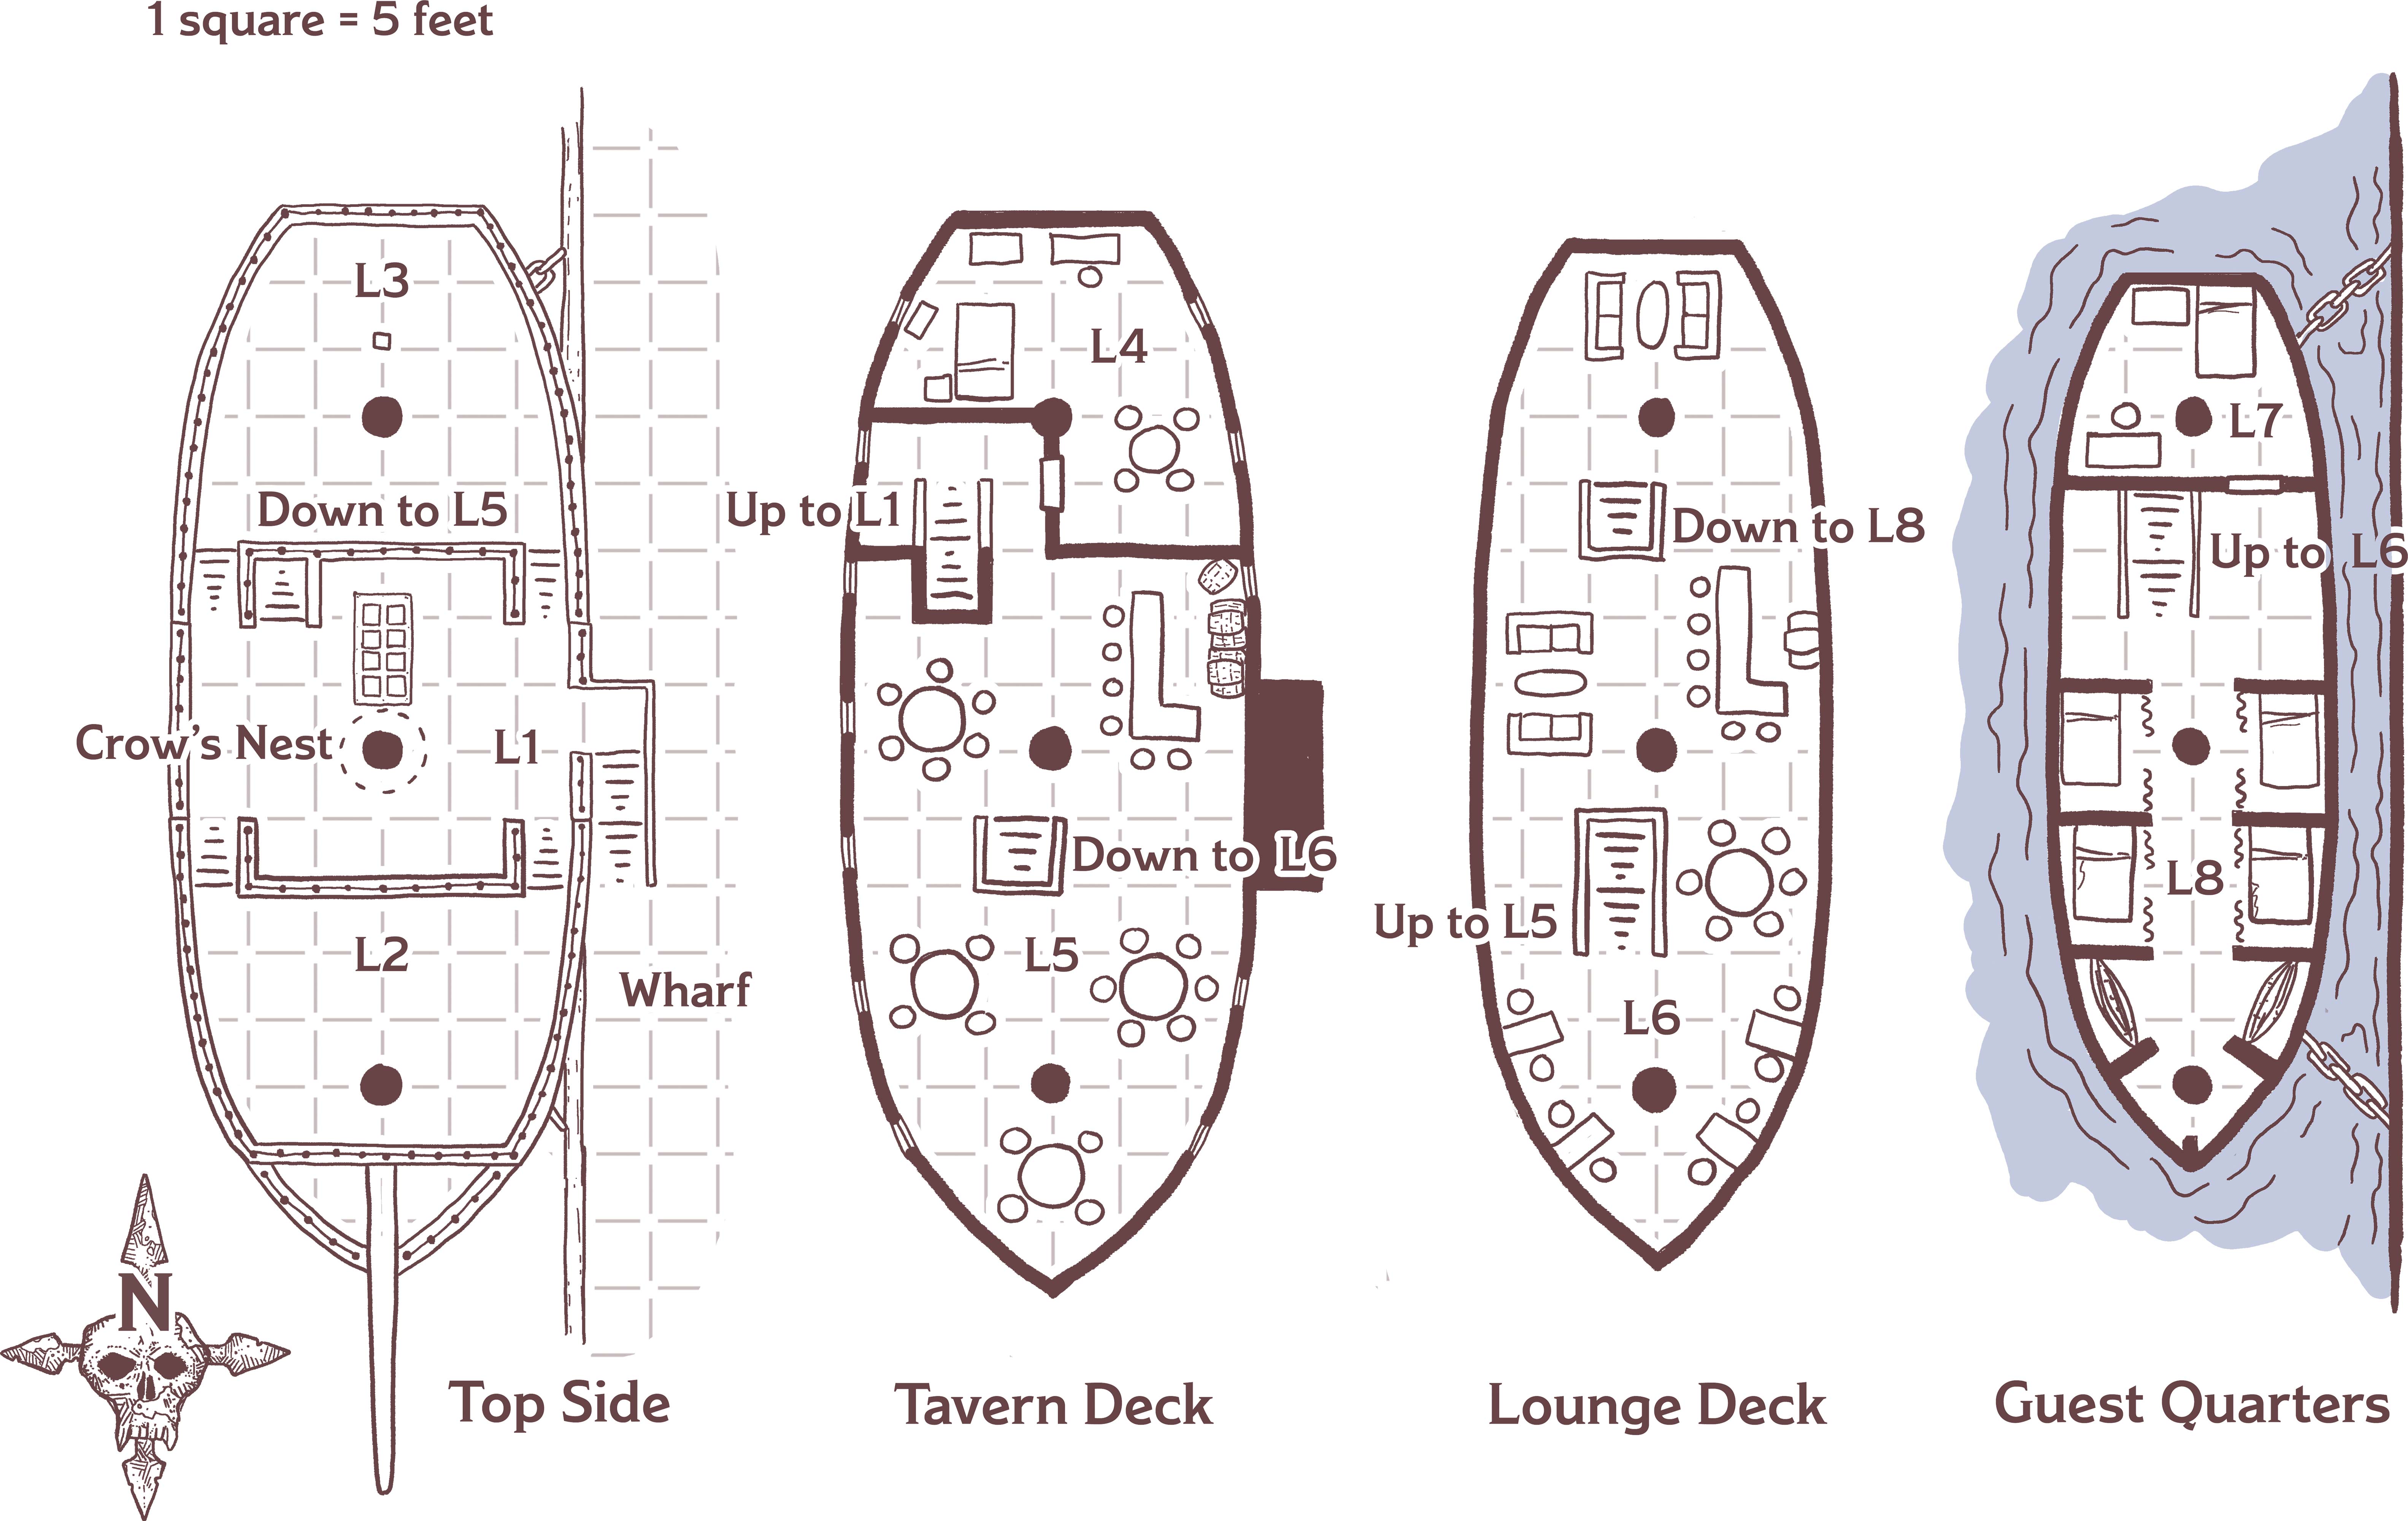 1 square = 5 feet
L3
Down to L5
Crow's Nest
L1
L2
Wharf
N
Top Side
L4
Up to L1
Down to L6
L5
Tavern Deck
Down to L8
Up to L5
L6
Lounge Deck
L7
Up to L6
L8
Guest Quarters